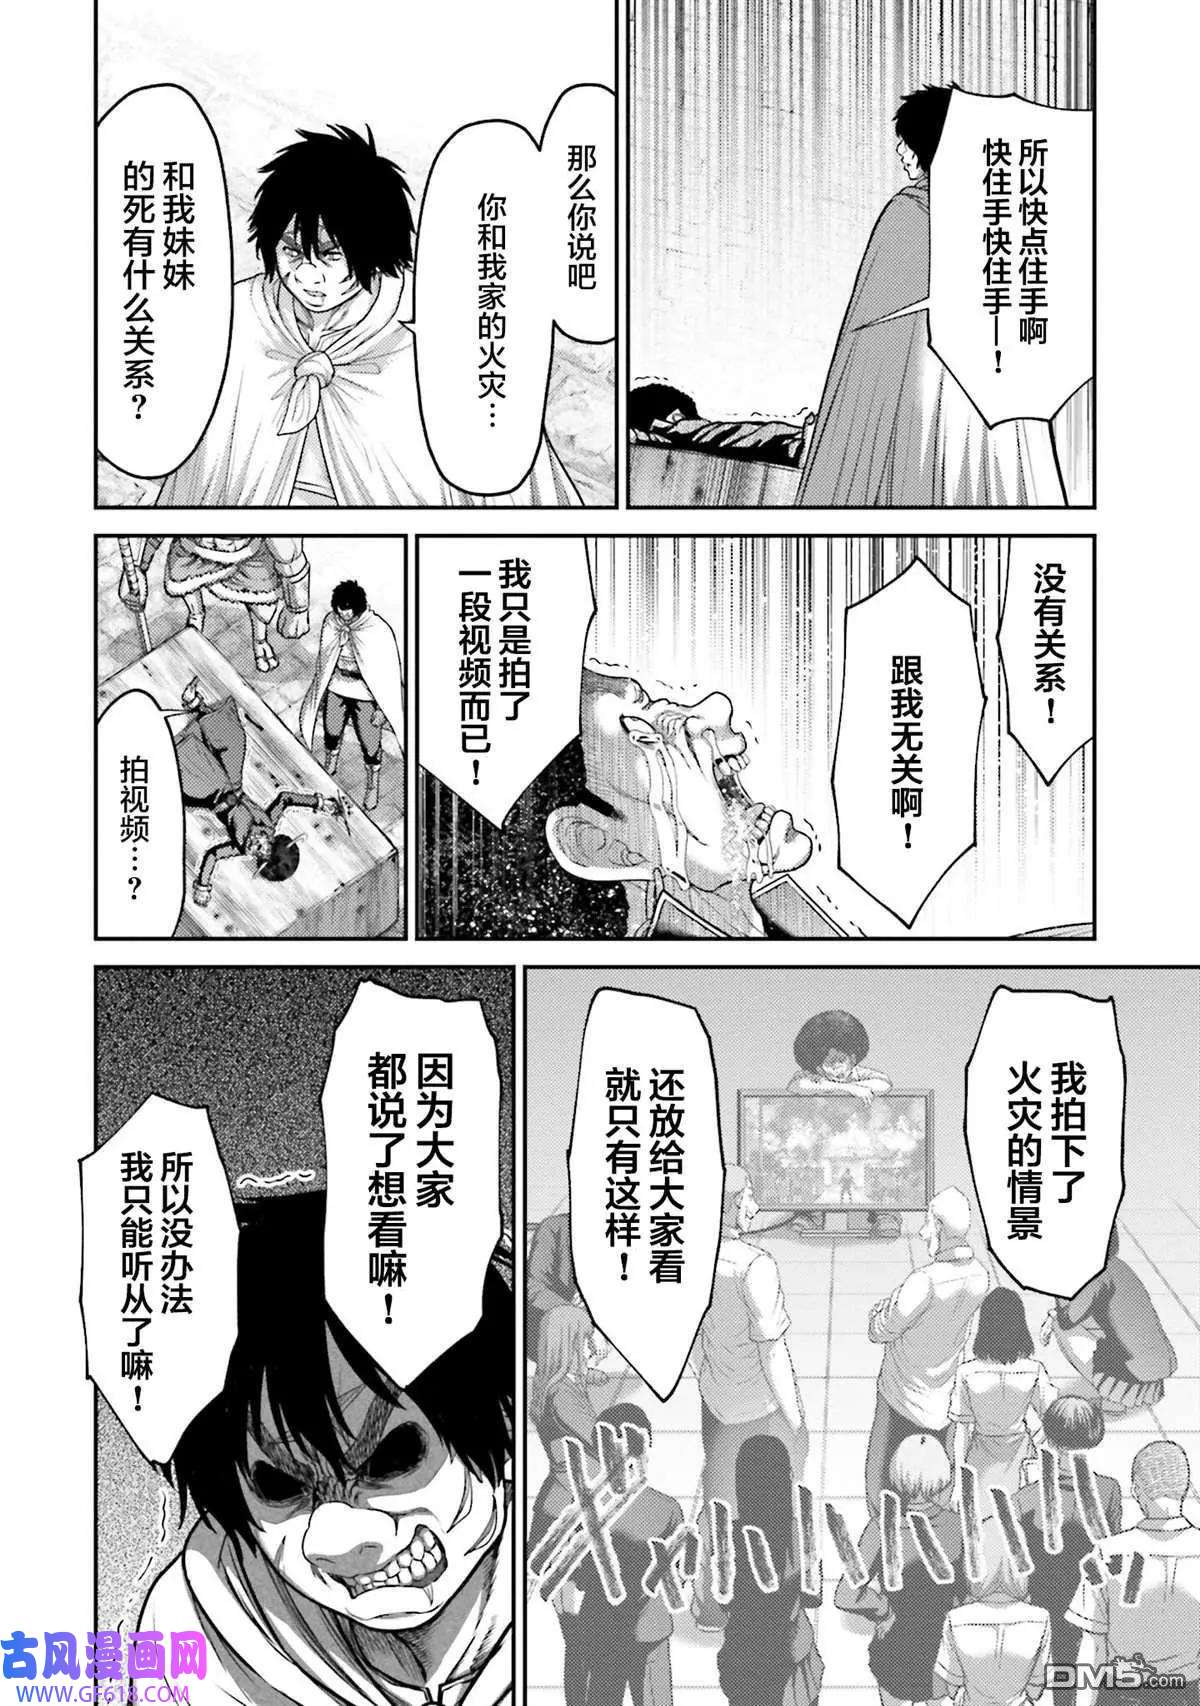 所以快点住手啊
快住手快住手—！
那么你说吧
你和我家的火灾…
和我妹妹
的死有什么关系？
没有关系！
跟我无关啊！
我只是拍了
一段视频而已！
拍视频…？
我拍下了
火灾的情景
还放给大家看
就只有这样！
ギャハハハハハ
因为大家
都说了想看嘛！
所以没办法
我只能听从了嘛！
古风漫画网
WWW.GF618.COM
DM5.com